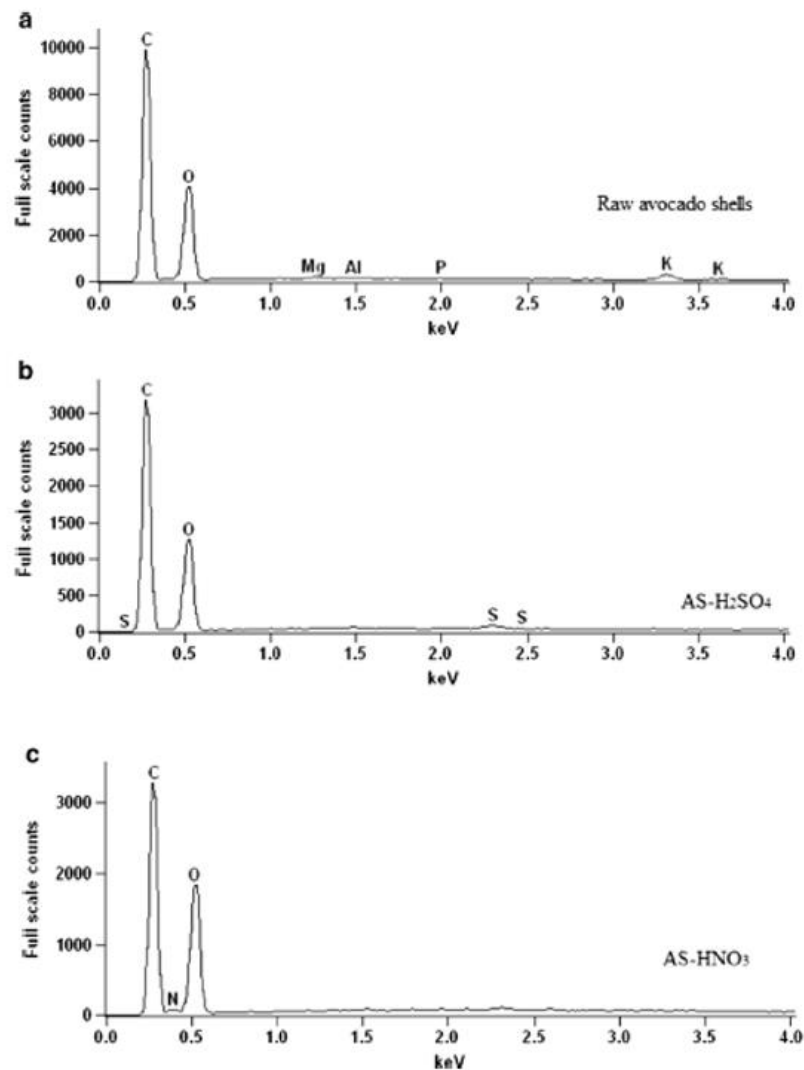 a
10000
8000
6000
4000
2000
0
Full scale counts
C
O
Mg
Al
P
K
K
Raw avocado shells
0.0 0.5 1.0 1.5 2.0 2.5 3.0 3.5 4.0
keV
b
3000
2500
2000
1500
1000
500
0
Full scale counts
S
C
O
S
S
AS-H₂SO₄
0.0 0.5 1.0 1.5 2.0 2.5 3.0 3.5 4.0
keV
c
3000
2000
1000
0
Full scale counts
C
N
O
AS-HNO₃
0.0 0.5 1.0 1.5 2.0 2.5 3.0 3.5 4.0
keV